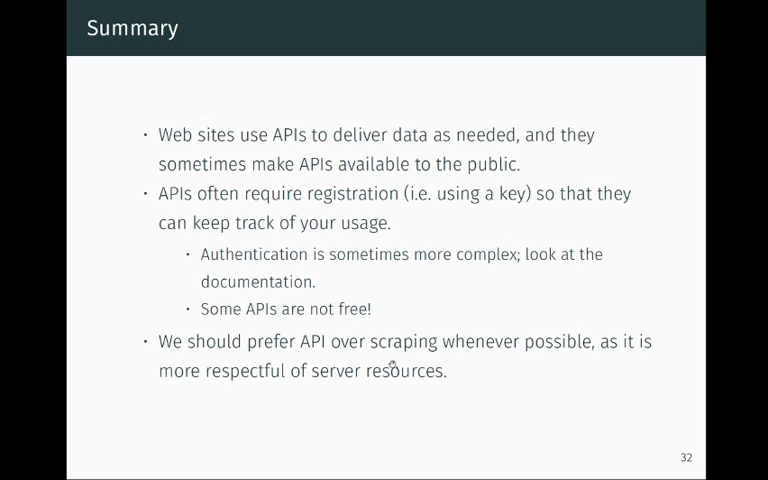 Summary
· Web sites use APIs to deliver data as needed, and they
sometimes make APIs available to the public.
· APIs often require registration (i.e. using a key) so that they
can keep track of your usage.
· Authentication is sometimes more complex; look at the
documentation.
· Some APIs are not free!
· We should prefer API over scraping whenever possible, as it is
more respectful of server resources.
32